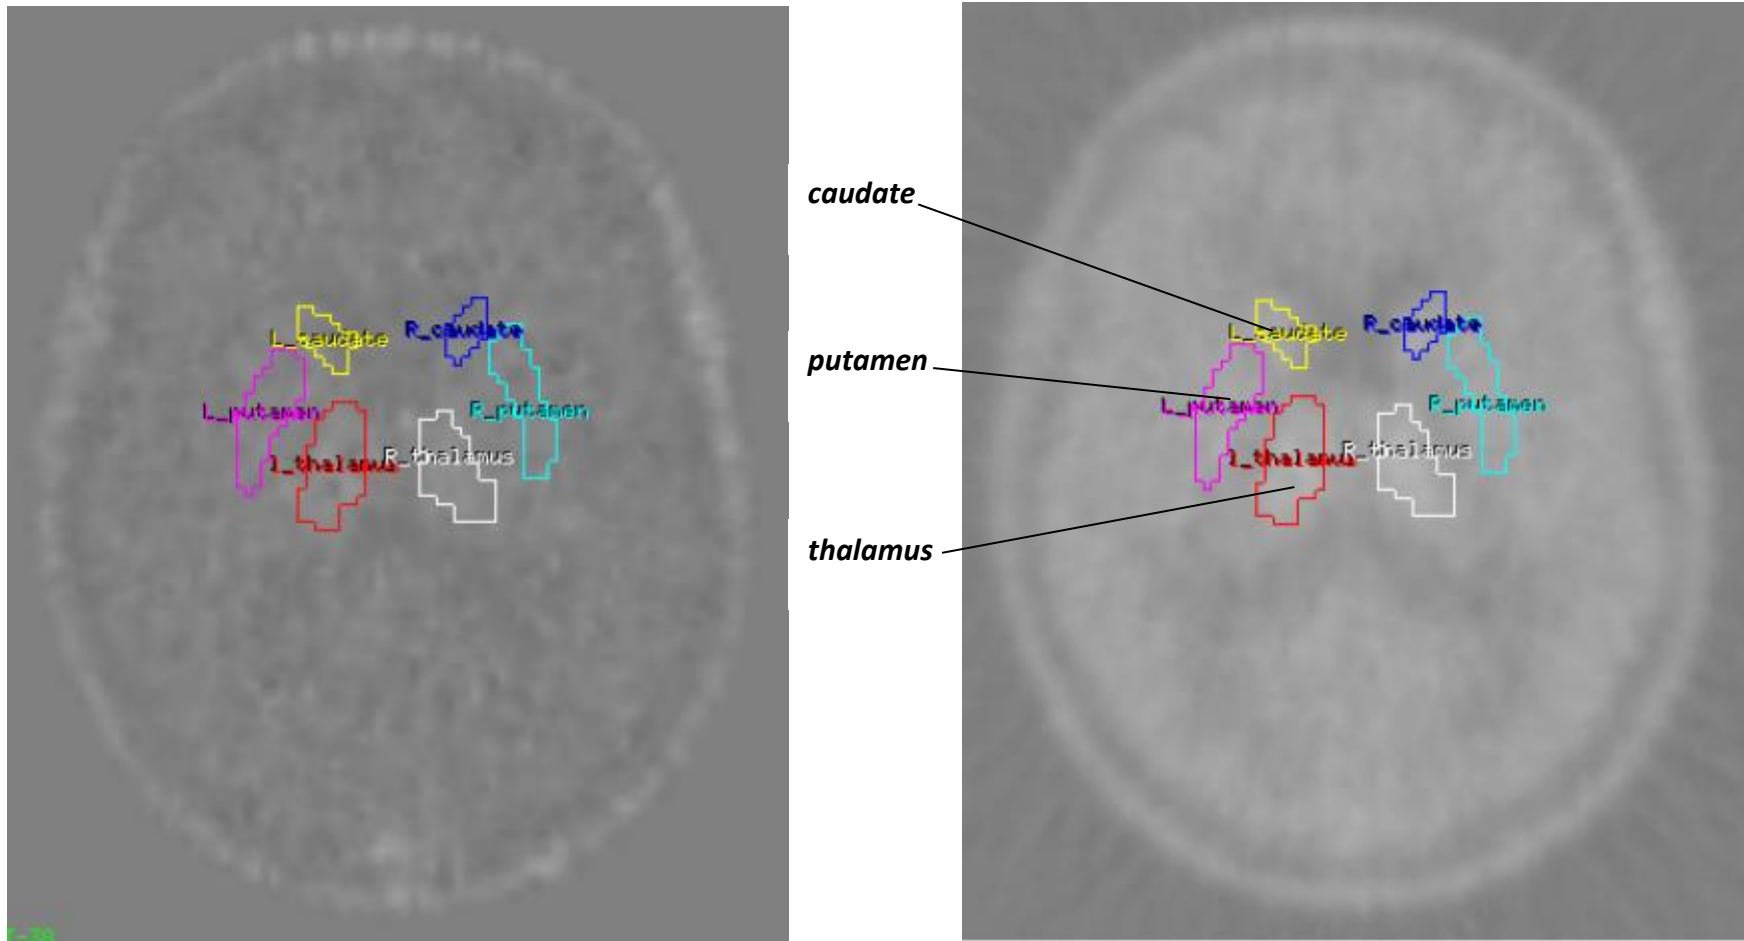 L_caudate
R_caudate
L_putamen
R_putamen
l_thalamus
R_thalamus
caudate
putamen
thalamus
L_caudate
R_caudate
L_putamen
R_putamen
l_thalamus
R_thalamus